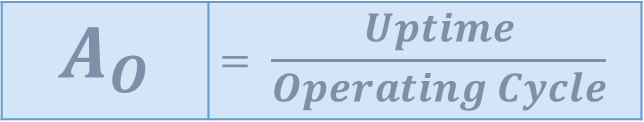 A_O = Uptime / Operating Cycle